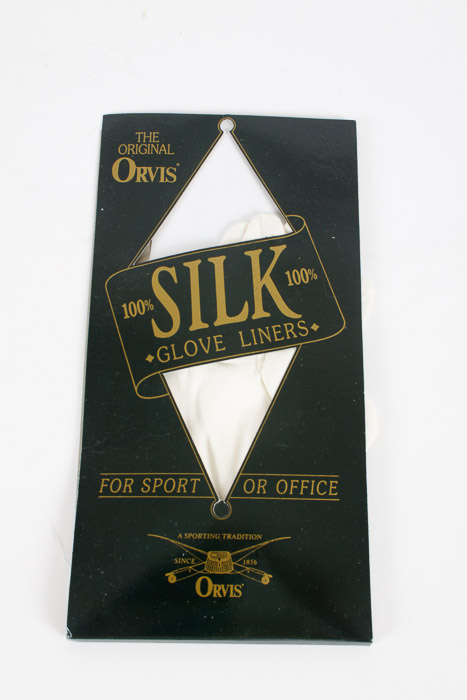 THE
ORIGINAL
ORVIS®
100% SILK 100%
◆GLOVE LINERS◆
FOR SPORT OR OFFICE
A SPORTING TRADITION
SINCE 1856
ORVIS®